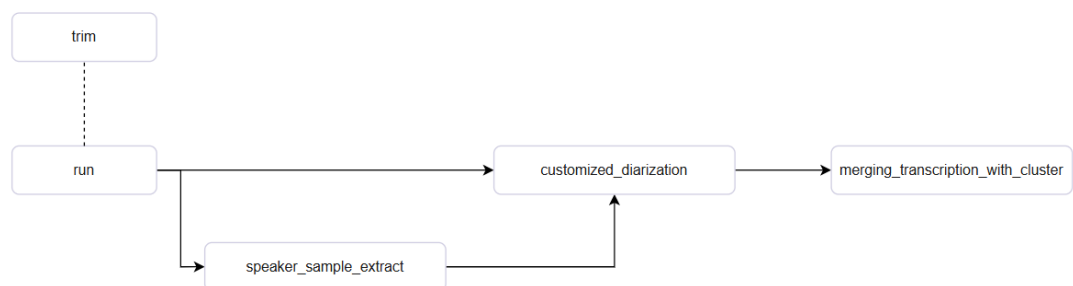 trim
run
customized_diarization
merging_transcription_with_cluster
speaker_sample_extract